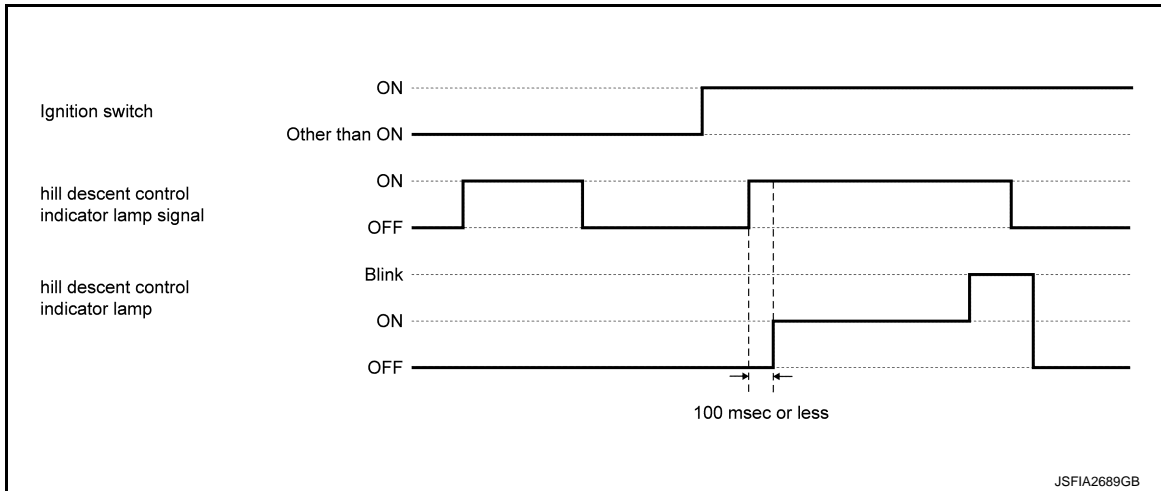 ON
Ignition switch
Other than ON
ON
hill descent control
indicator lamp signal
OFF
Blink
hill descent control
indicator lamp
ON
OFF
100 msec or less
JSFIA2689GB